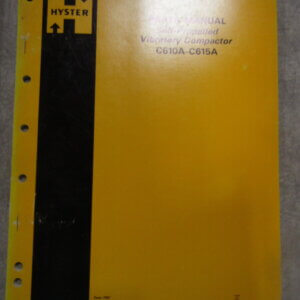 HYSTER
MANUAL
Vibratory Compactor
C610A-C615A